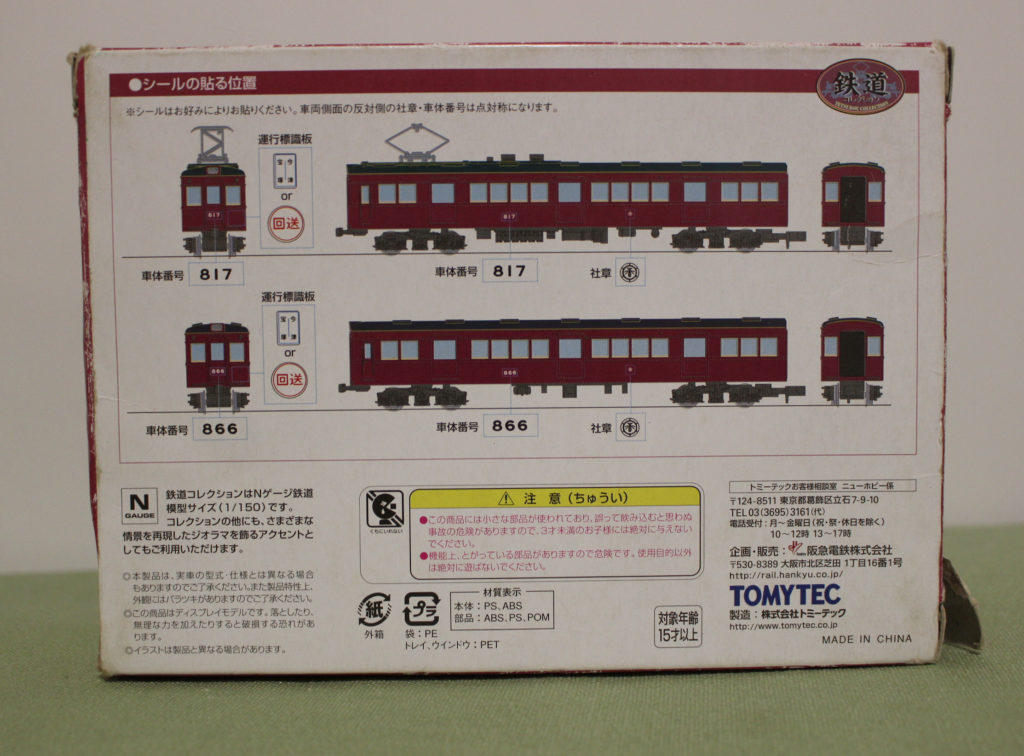 ●シールの貼る位置
鉄道
コレクション
TETSUDOU COLLECTION
※シールはお好みによりお貼りください。車両側面の反対側の社章・車体番号は点対称になります。
運行標識板
宝塚 今津
or
回送
817
817
車体番号 817
車体番号 817
社章
運行標識板
宝塚 今津
or
回送
866
866
車体番号 866
車体番号 866
社章
N
GAUGE
鉄道コレクションはNゲージ鉄道
模型サイズ(1/150)です。
コレクションの他にも、さまざまな
情景を再現したジオラマを飾るアクセントと
してもご利用いただけます。
◎本製品は、実車の型式・仕様とは異なる場合
もありますのでご了承ください。また製品特性上、
外観にはバラツキがありますのでご了承ください。
◎この商品はディスプレイモデルです。落としたり、
無理な力を加えたりすると破損する恐れがあ
ります。
◎イラストは製品と異なる場合があります。
くちにいれない
注意(ちゅうい)
●この商品には小さな部品が使われており、誤って飲み込むと思わぬ
事故の危険がありますので、3才未満のお子様には絶対に与えない
でください。
●機能上、とがっている部品がありますので危険です。使用目的以外
は絶対に遊ばないでください。
紙
外箱
プラ
袋:PE
トレイ、ウインドウ:PET
材質表示
本体:PS、ABS
部品:ABS、PS、POM
対象年齢
15才以上
トミーテックお客様相談室 ニューホビー係
〒124-8511 東京都葛飾区立石7-9-10
TEL 03(3695)3161(代)
電話受付:月〜金曜日(祝・祭・休日を除く)
10〜12時 13〜17時
企画・販売:阪急電鉄株式会社
〒530-8389 大阪市北区芝田 1丁目16番1号
http://rail.hankyu.co.jp/
TOMYTEC
製造:株式会社トミーテック
http://www.tomytec.co.jp
MADE IN CHINA